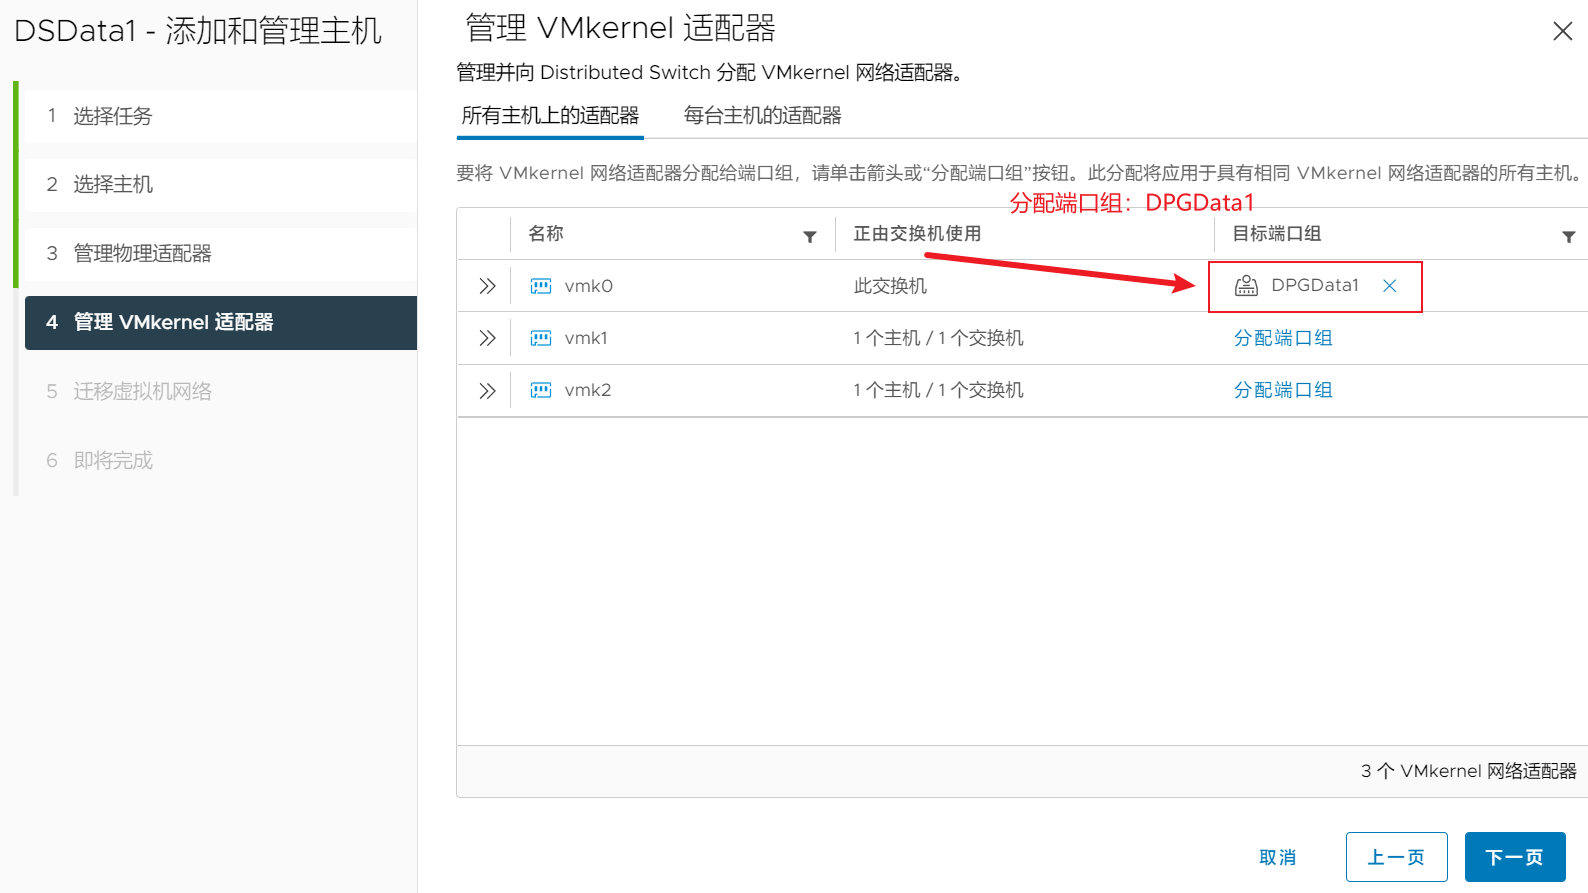 DSData1 - 添加和管理主机
1 选择任务
2 选择主机
3 管理物理适配器
4 管理 VMkernel 适配器
5 迁移虚拟机网络
6 即将完成
管理 VMkernel 适配器
管理并向 Distributed Switch 分配 VMkernel 网络适配器。
所有主机上的适配器 每台主机的适配器
要将 VMkernel 网络适配器分配给端口组，请单击箭头或“分配端口组”按钮。此分配将应用于具有相同 VMkernel 网络适配器的所有主机。
分配端口组：DPGData1
名称 正由交换机使用 目标端口组
vmk0 此交换机 DPGData1
vmk1 1 个主机 / 1 个交换机 分配端口组
vmk2 1 个主机 / 1 个交换机 分配端口组
3 个 VMkernel 网络适配器
取消 上一页 下一页